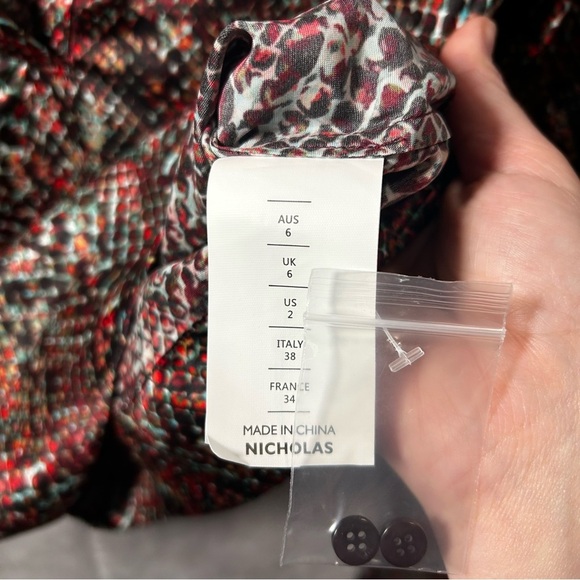 AUS
6
UK
6
US
2
ITALY
38
FRANCE
34
MADE IN CHINA
NICHOLAS